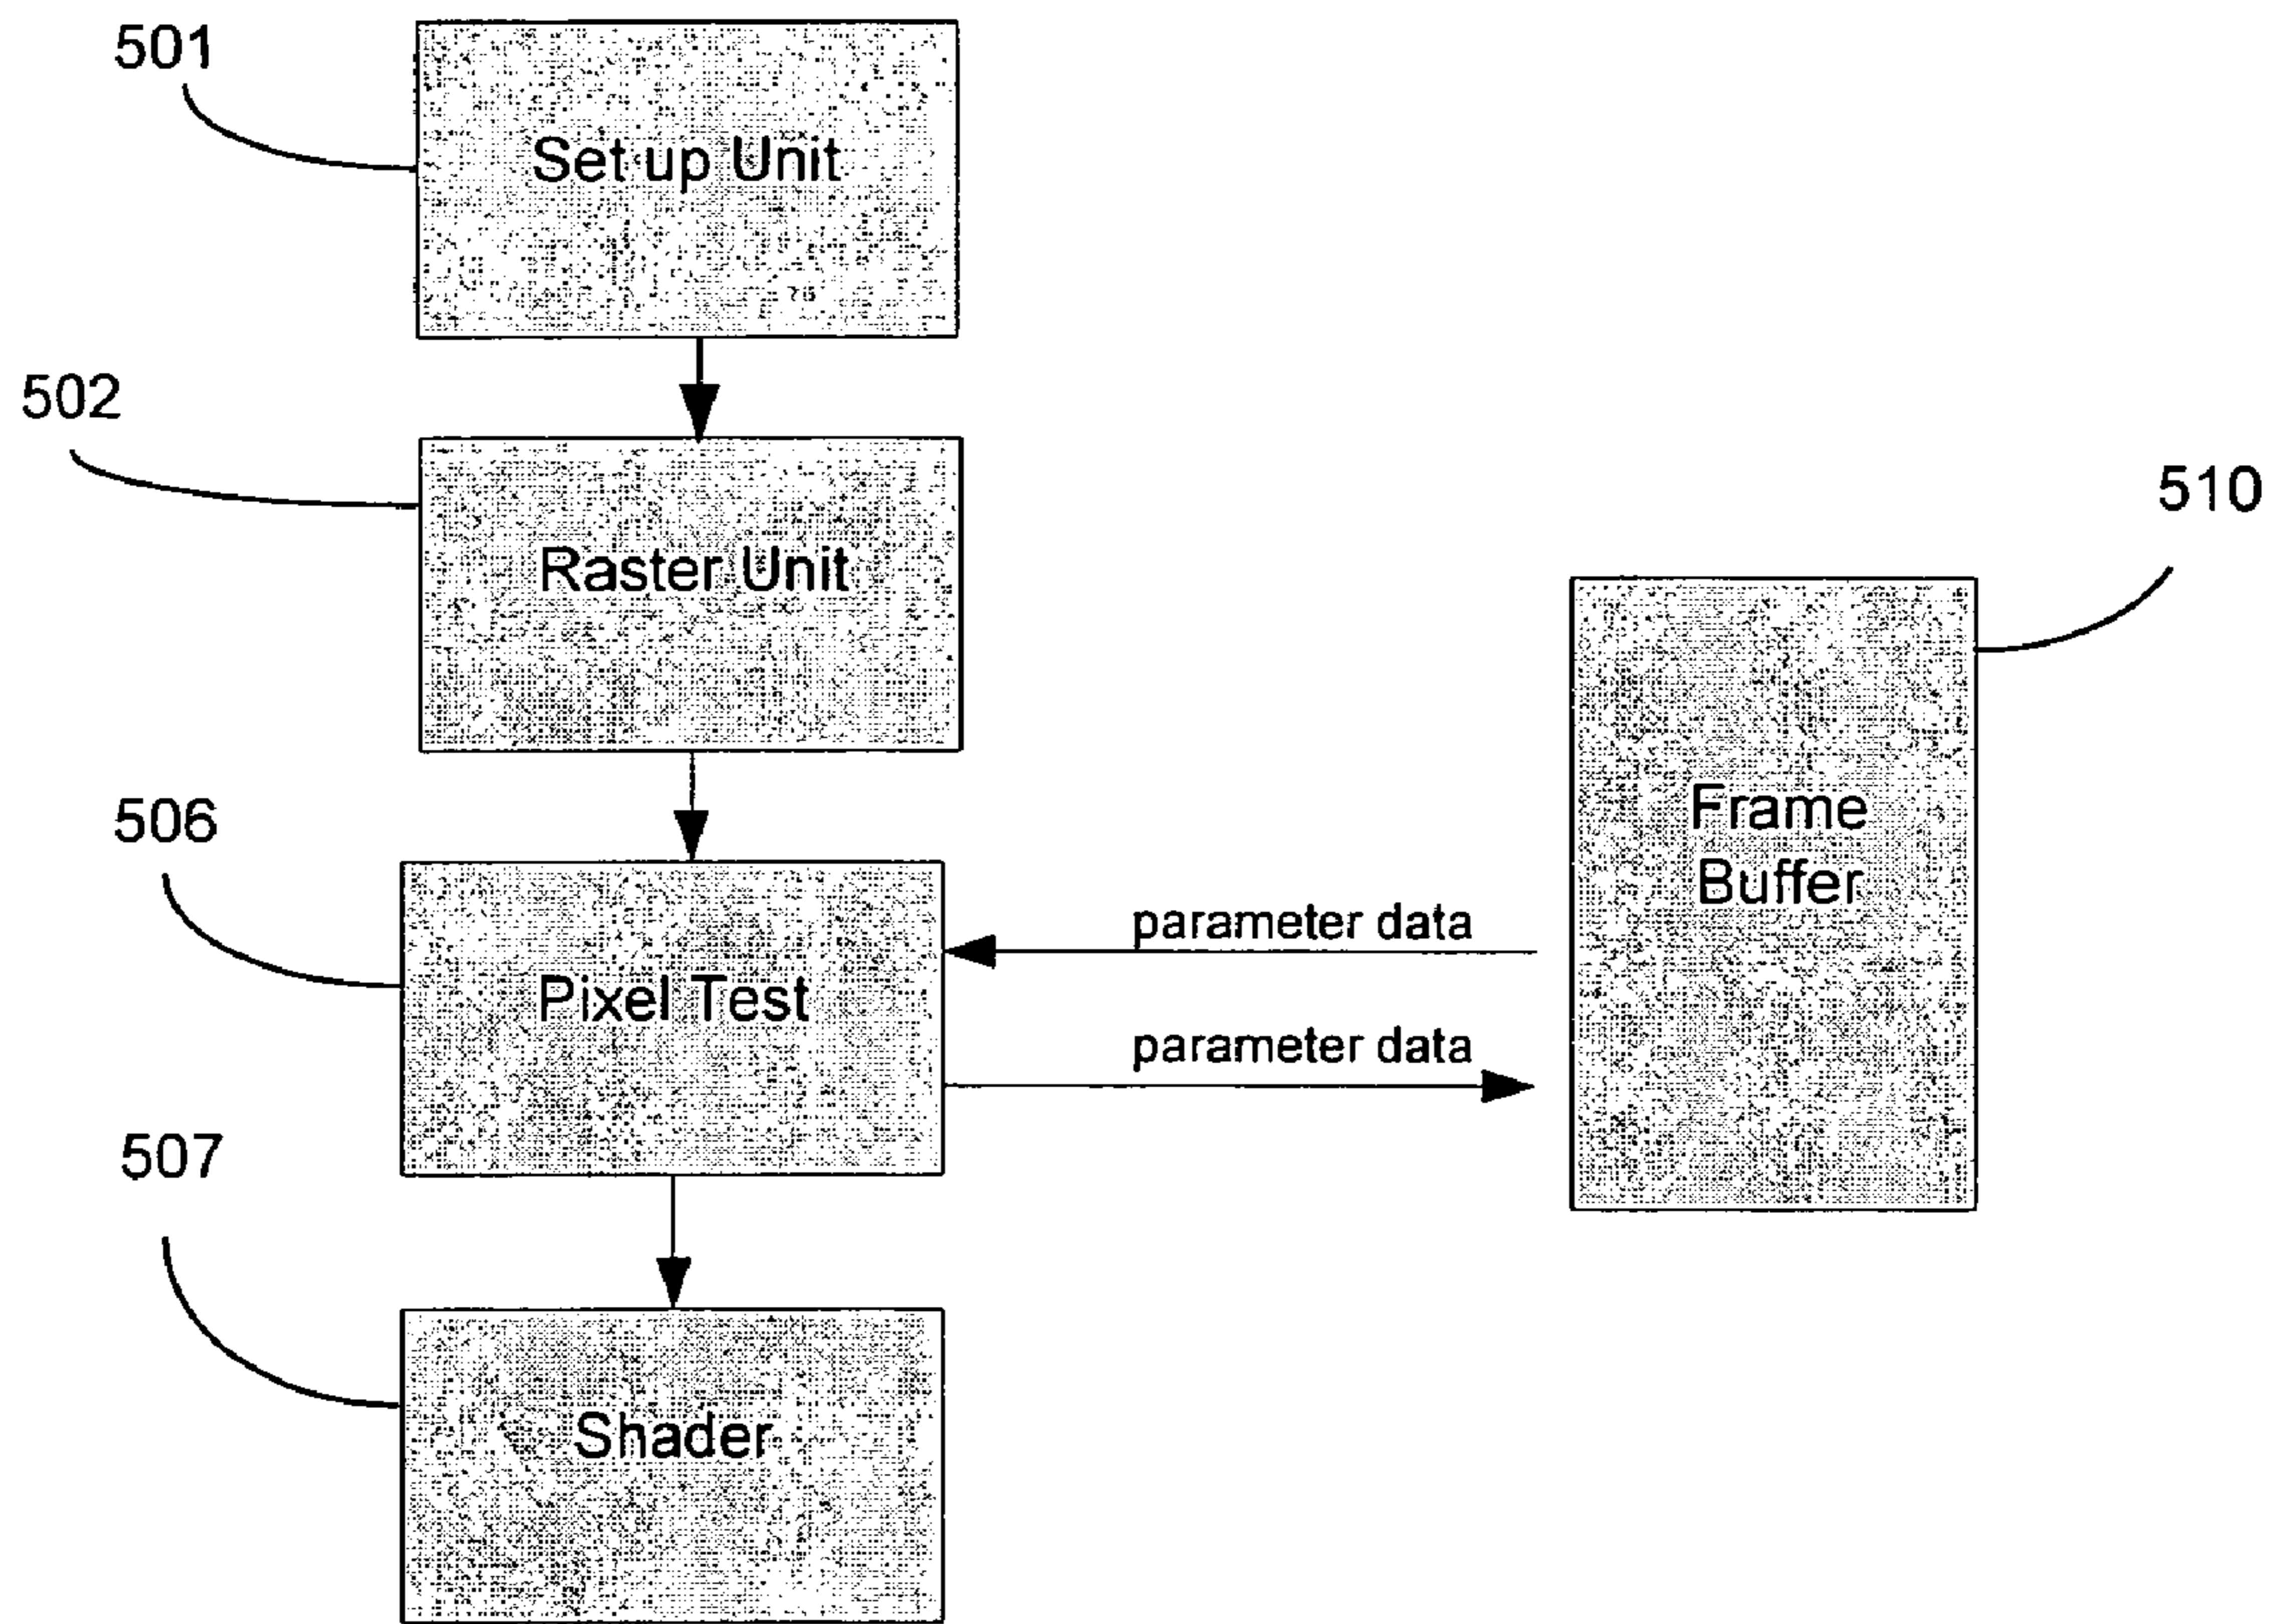 501
Set up Unit
502
Raster Unit
510
506
Frame
Buffer
parameter data
Pixel Test
parameter data
507
Shader